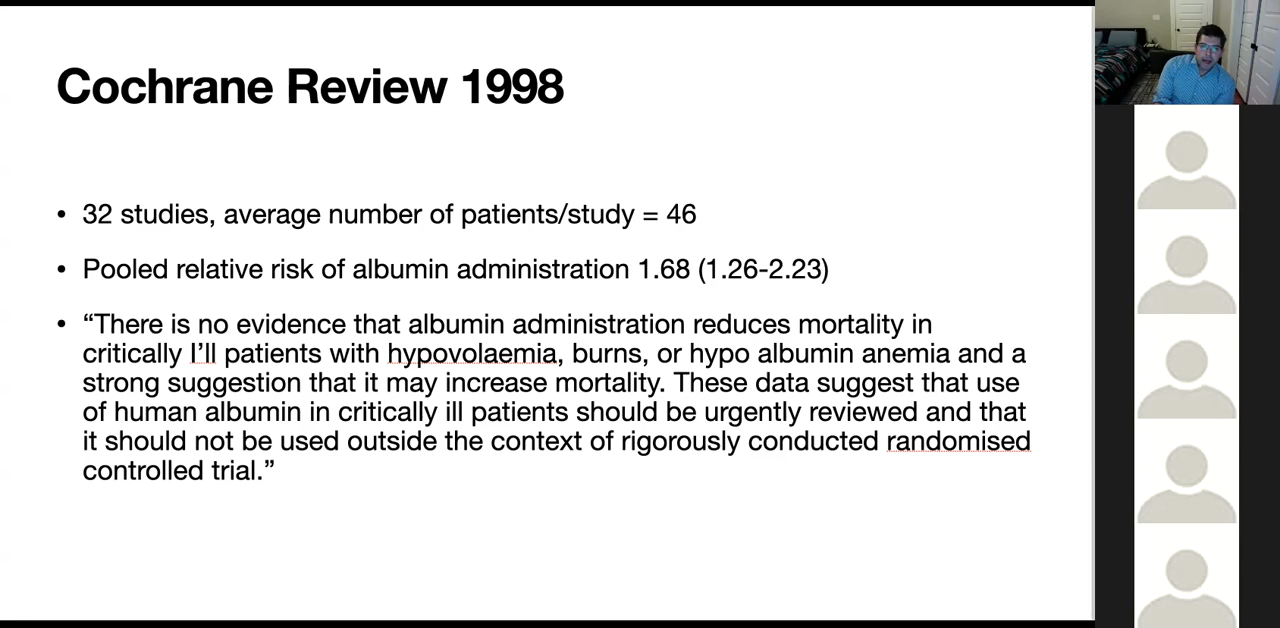 Cochrane Review 1998
• 32 studies, average number of patients/study = 46
• Pooled relative risk of albumin administration 1.68 (1.26-2.23)
• “There is no evidence that albumin administration reduces mortality in
critically I’ll patients with hypovolaemia, burns, or hypo albumin anemia and a
strong suggestion that it may increase mortality. These data suggest that use
of human albumin in critically ill patients should be urgently reviewed and that
it should not be used outside the context of rigorously conducted randomised
controlled trial.”